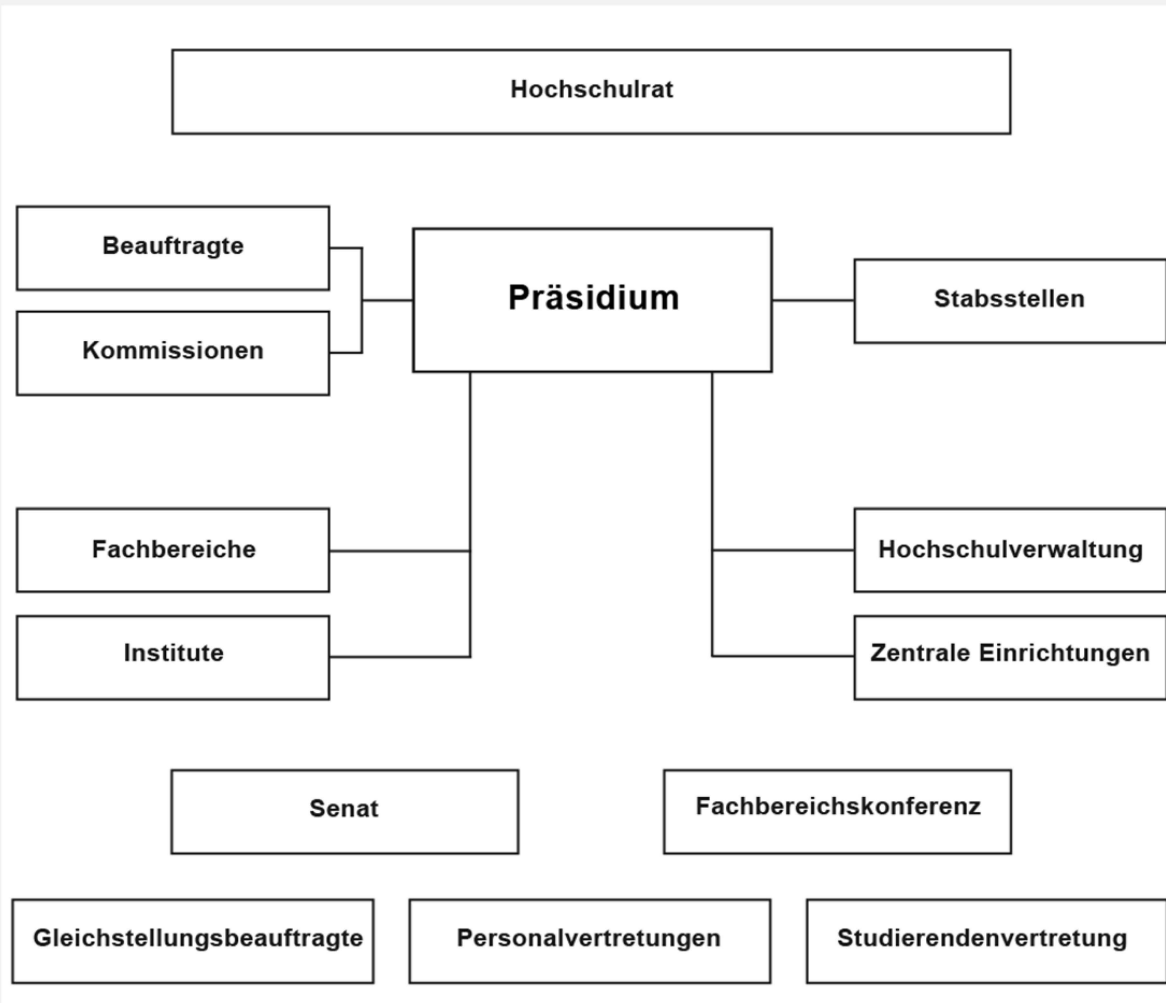 Hochschulrat
Beauftragte
Präsidium
Stabsstellen
Kommissionen
Fachbereiche
Hochschulverwaltung
Institute
Zentrale Einrichtungen
Senat
Fachbereichskonferenz
Gleichstellungsbeauftragte
Personalvertretungen
Studierendenvertretung